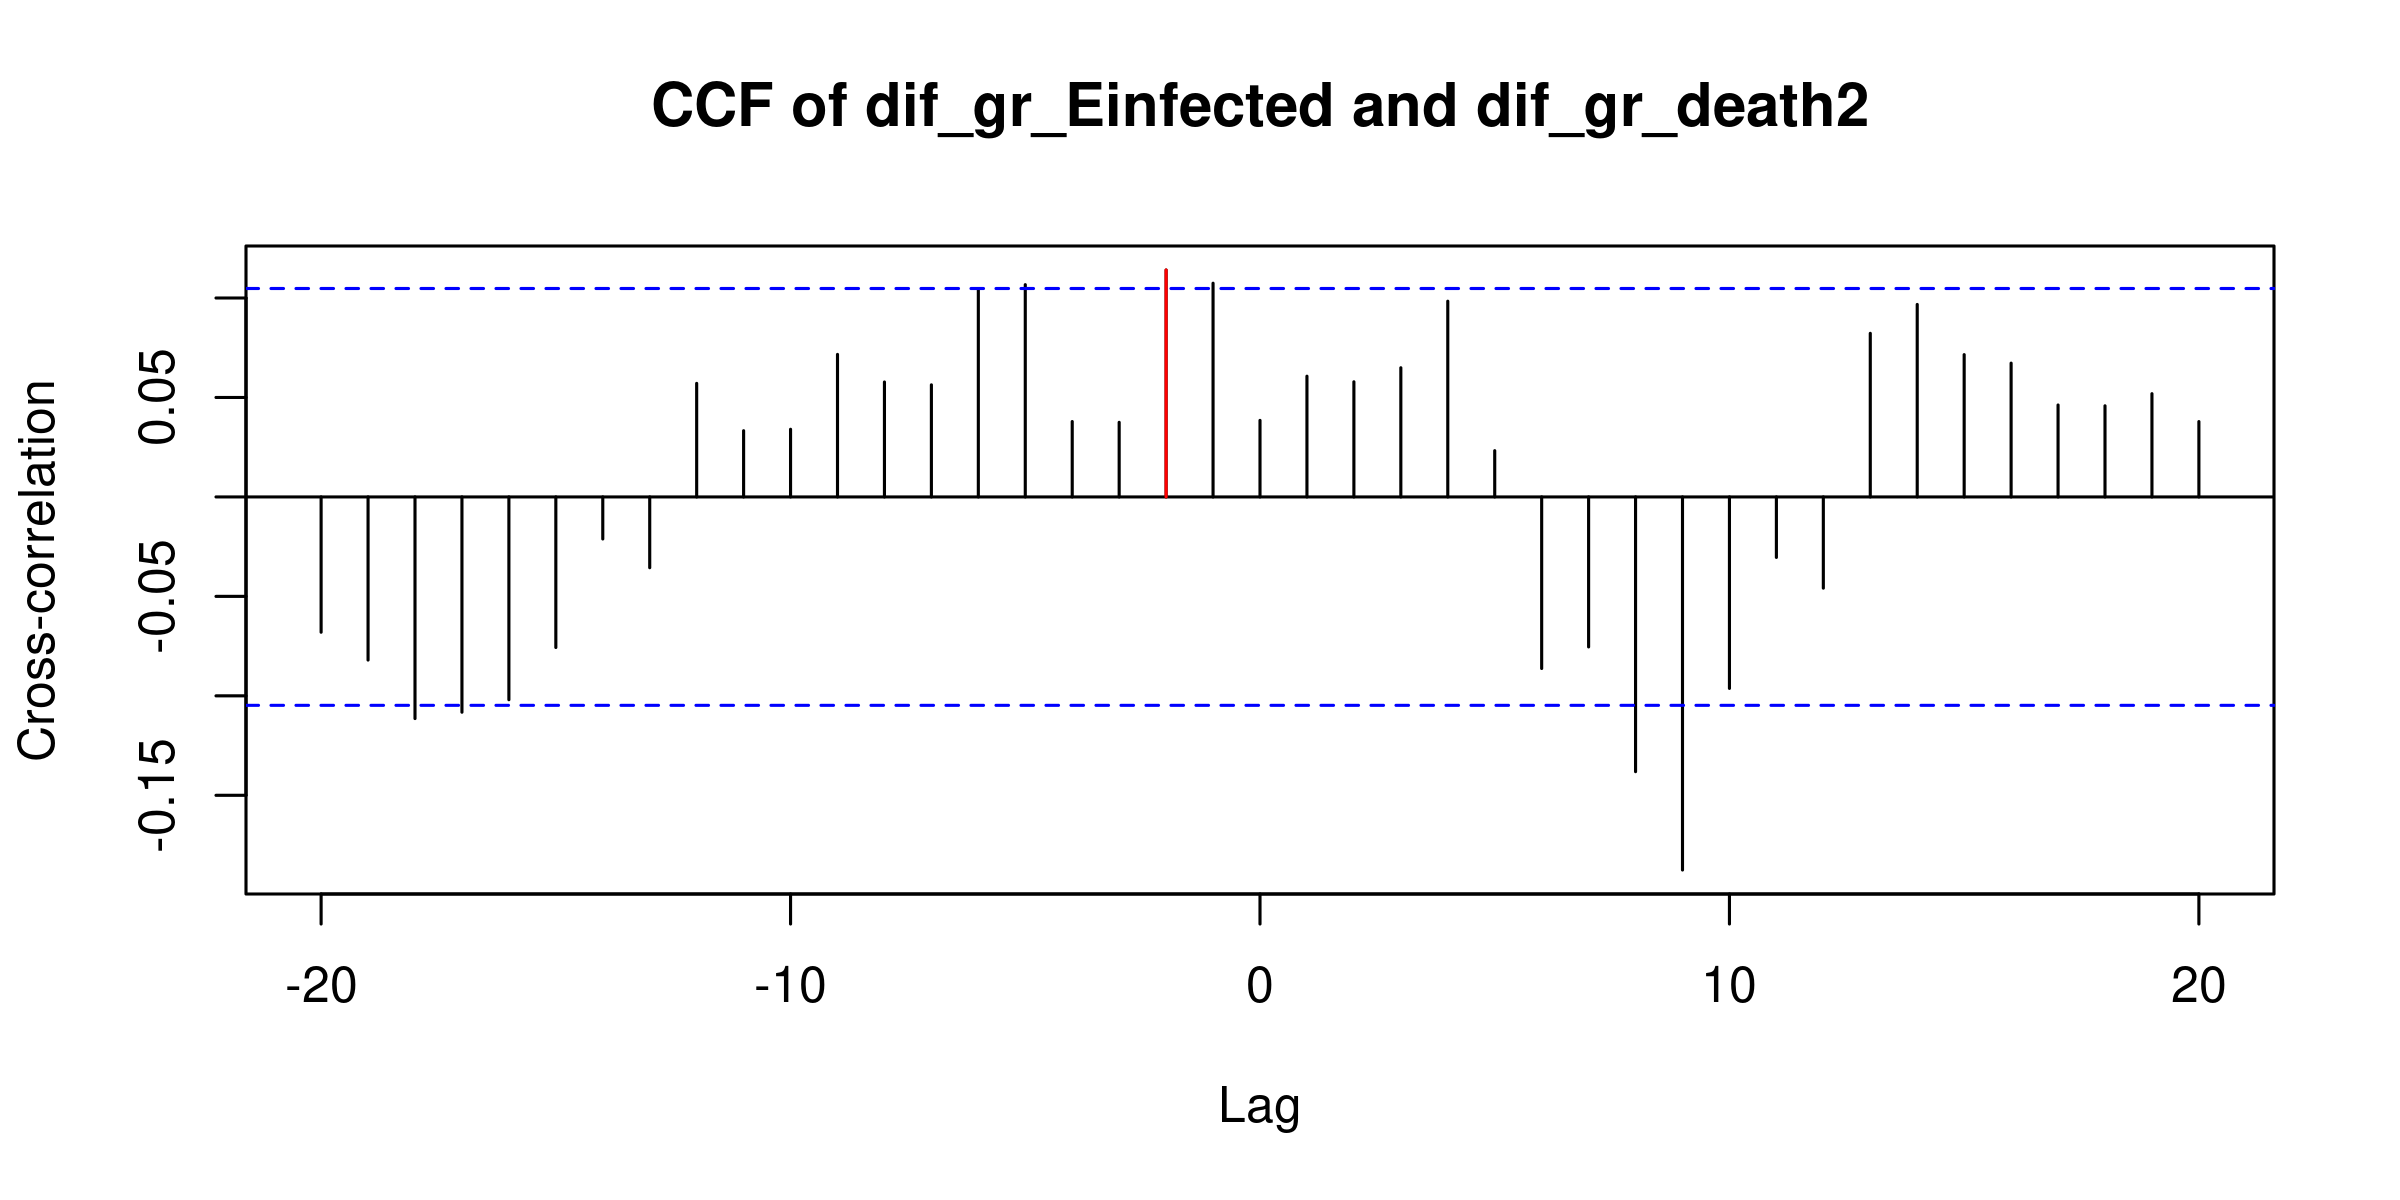 CCF of dif_gr_Einfected and dif_gr_death2
Cross-correlation
0.05
-0.05
-0.15
-20 -10 0 10 20
Lag